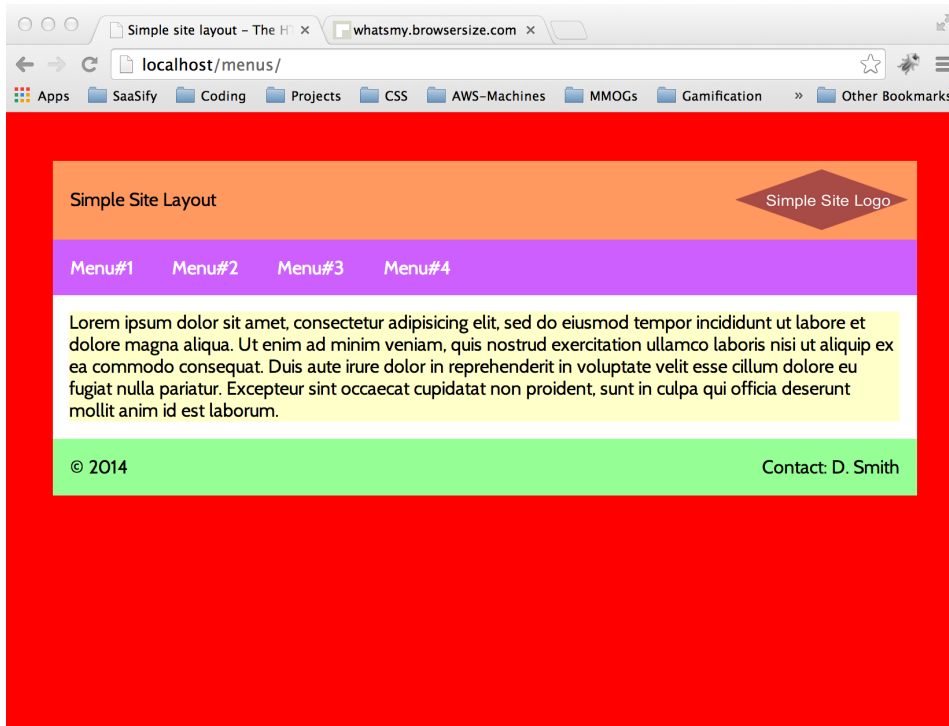 Simple site layout – The HT
whatsmy.browsersize.com
localhost/menus/
Apps SaaSify Coding Projects CSS AWS-Machines MMOGs Gamification » Other Bookmarks
Simple Site Layout
Simple Site Logo
Menu#1 Menu#2 Menu#3 Menu#4
Lorem ipsum dolor sit amet, consectetur adipisicing elit, sed do eiusmod tempor incididunt ut labore et
dolore magna aliqua. Ut enim ad minim veniam, quis nostrud exercitation ullamco laboris nisi ut aliquip ex
ea commodo consequat. Duis aute irure dolor in reprehenderit in voluptate velit esse cillum dolore eu
fugiat nulla pariatur. Excepteur sint occaecat cupidatat non proident, sunt in culpa qui officia deserunt
mollit anim id est laborum.
© 2014 Contact: D. Smith